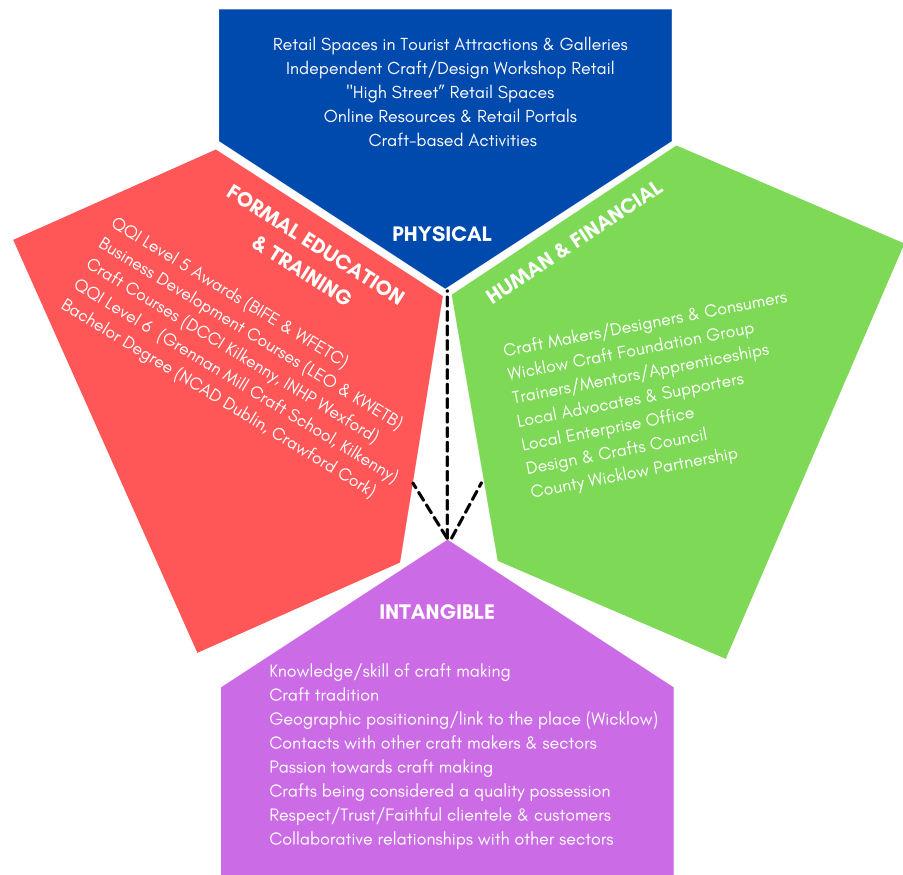 Retail Spaces in Tourist Attractions & Galleries
Independent Craft/Design Workshop Retail
"High Street” Retail Spaces
Online Resources & Retail Portals
Craft-based Activities
PHYSICAL
FORMAL EDUCATION
& TRAINING
QQI Level 5 Awards (BIFE & WFETC)
Business Development Courses (LEO & KWETB)
Craft Courses (DCCI Kilkenny, INHP Wexford)
QQI Level 6 (Grennan Mill Craft School, Kilkenny)
Bachelor Degree (NCAD Dublin, Crawford Cork)
HUMAN & FINANCIAL
Craft Makers/Designers & Consumers
Wicklow Craft Foundation Group
Trainers/Mentors/Apprenticeships
Local Advocates & Supporters
Local Enterprise Office
Design & Crafts Council
County Wicklow Partnership
INTANGIBLE
Knowledge/skill of craft making
Craft tradition
Geographic positioning/link to the place (Wicklow)
Contacts with other craft makers & sectors
Passion towards craft making
Crafts being considered a quality possession
Respect/Trust/Faithful clientele & customers
Collaborative relationships with other sectors